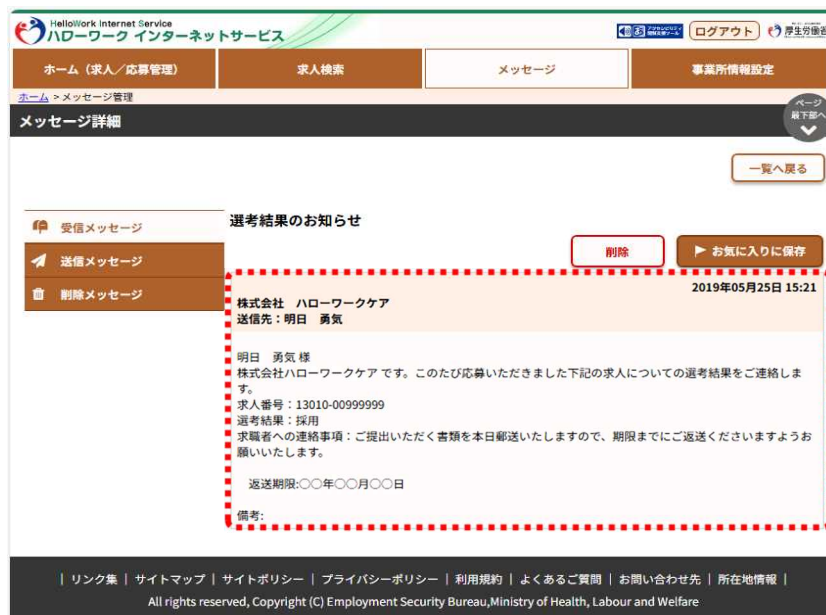 HelloWork Internet Service
ハローワーク インターネットサービス
ログアウト
厚生労働省
ホーム（求人／応募管理）
求人検索
メッセージ
事業所情報設定
ホーム > メッセージ管理
メッセージ詳細
ページ
最下部へ
一覧へ戻る
受信メッセージ
送信メッセージ
削除メッセージ
選考結果のお知らせ
削除
お気に入りに保存
2019年05月25日 15:21
株式会社　ハローワークケア
送信先：明日　勇気
明日　勇気 様
株式会社ハローワークケア です。このたび応募いただきました下記の求人についての選考結果をご連絡しま
す。
求人番号：13010-00999999
選考結果：採用
求職者への連絡事項：ご提出いただく書類を本日郵送いたしますので、期限までにご返送くださいますようお
願いいたします。
返送期限:○○年○○月○○日
備考:
| リンク集 | サイトマップ | サイトポリシー | プライバシーポリシー | 利用規約 | よくあるご質問 | お問い合わせ先 | 所在地情報 |
All rights reserved, Copyright (C) Employment Security Bureau,Ministry of Health, Labour and Welfare